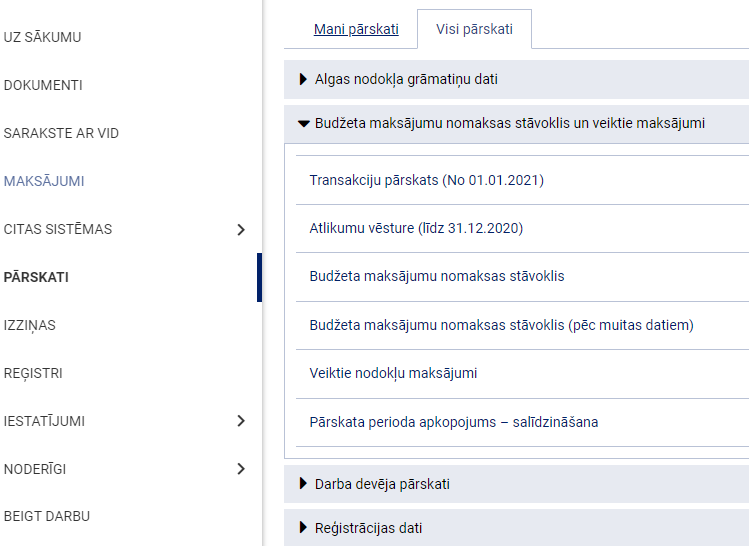 UZ SĀKUMU
DOKUMENTI
SARAKSTE AR VID
MAKSĀJUMI
CITAS SISTĒMAS
PĀRSKATI
IZZIŅAS
REĢISTRI
IESTATĪJUMI
NODERĪGI
BEIGT DARBU
Mani pārskati
Visi pārskati
Algas nodokļa grāmatiņu dati
Budžeta maksājumu nomaksas stāvoklis un veiktie maksājumi
Transakciju pārskats (No 01.01.2021)
Atlikumu vēsture (līdz 31.12.2020)
Budžeta maksājumu nomaksas stāvoklis
Budžeta maksājumu nomaksas stāvoklis (pēc muitas datiem)
Veiktie nodokļu maksājumi
Pārskata perioda apkopojums – salīdzināšana
Darba devēja pārskati
Reģistrācijas dati